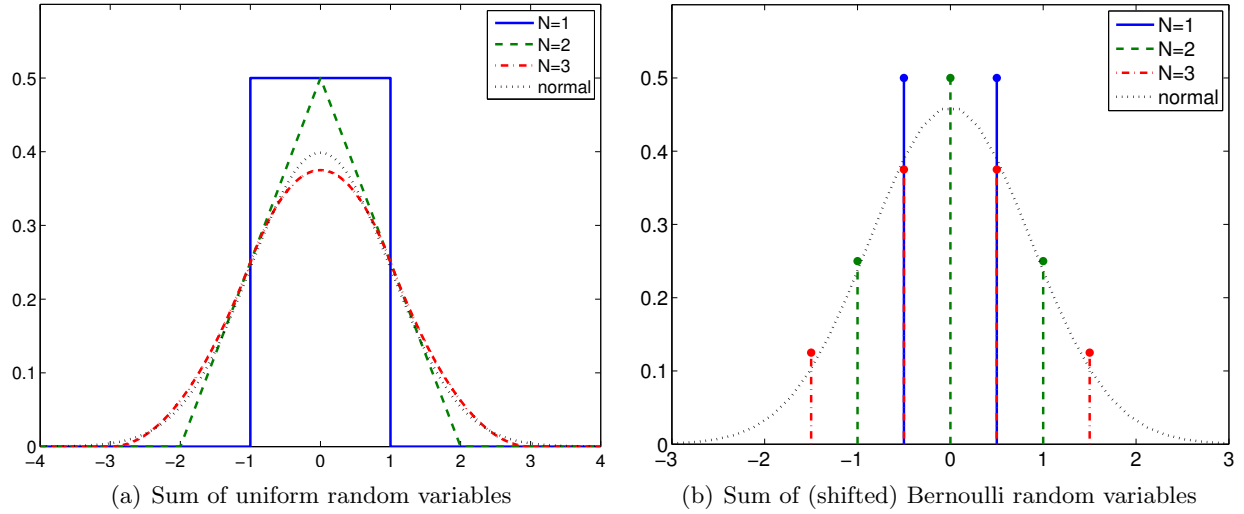 N=1
N=2
N=3
normal
0.5
0.4
0.3
0.2
0.1
0
−4 −3 −2 −1 0 1 2 3 4
(a) Sum of uniform random variables
N=1
N=2
N=3
normal
0.5
0.4
0.3
0.2
0.1
0
−2 −1 0 1 2 3
(b) Sum of (shifted) Bernoulli random variables